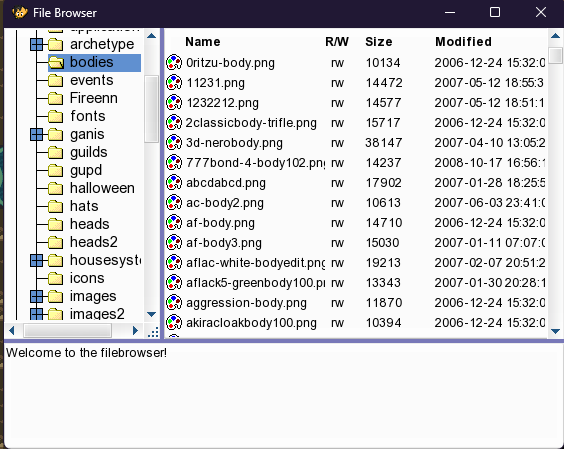 File Browser
application
archetype
bodies
events
Fireenn
fonts
ganis
guilds
gupd
halloween
hats
heads
heads2
housesyst
icons
images
images2
Name R/W Size Modified
0ritzu-body.png rw 10134 2006-12-24 15:32:0
11231.png rw 14472 2007-05-12 18:55:3
1232212.png rw 14577 2007-05-12 18:51:1
2classicbody-trifle.png rw 15717 2006-12-24 15:32:0
3d-nerobody.png rw 38147 2007-04-10 13:05:2
777bond-4-body102.png rw 14237 2008-10-17 16:56:1
abcdabcd.png rw 17902 2007-01-28 18:25:5
ac-body2.png rw 10613 2007-06-03 23:41:0
af-body.png rw 14710 2006-12-24 15:32:0
af-body3.png rw 15030 2007-01-11 07:07:0
aflac-white-bodyedit.png rw 19213 2007-02-07 20:51:2
aflack5-greenbody100.pr rw 13343 2007-01-30 20:28:1
aggression-body.png rw 11870 2006-12-24 15:32:0
akiracloakbody100.png rw 10394 2006-12-24 15:32:0
Welcome to the filebrowser!